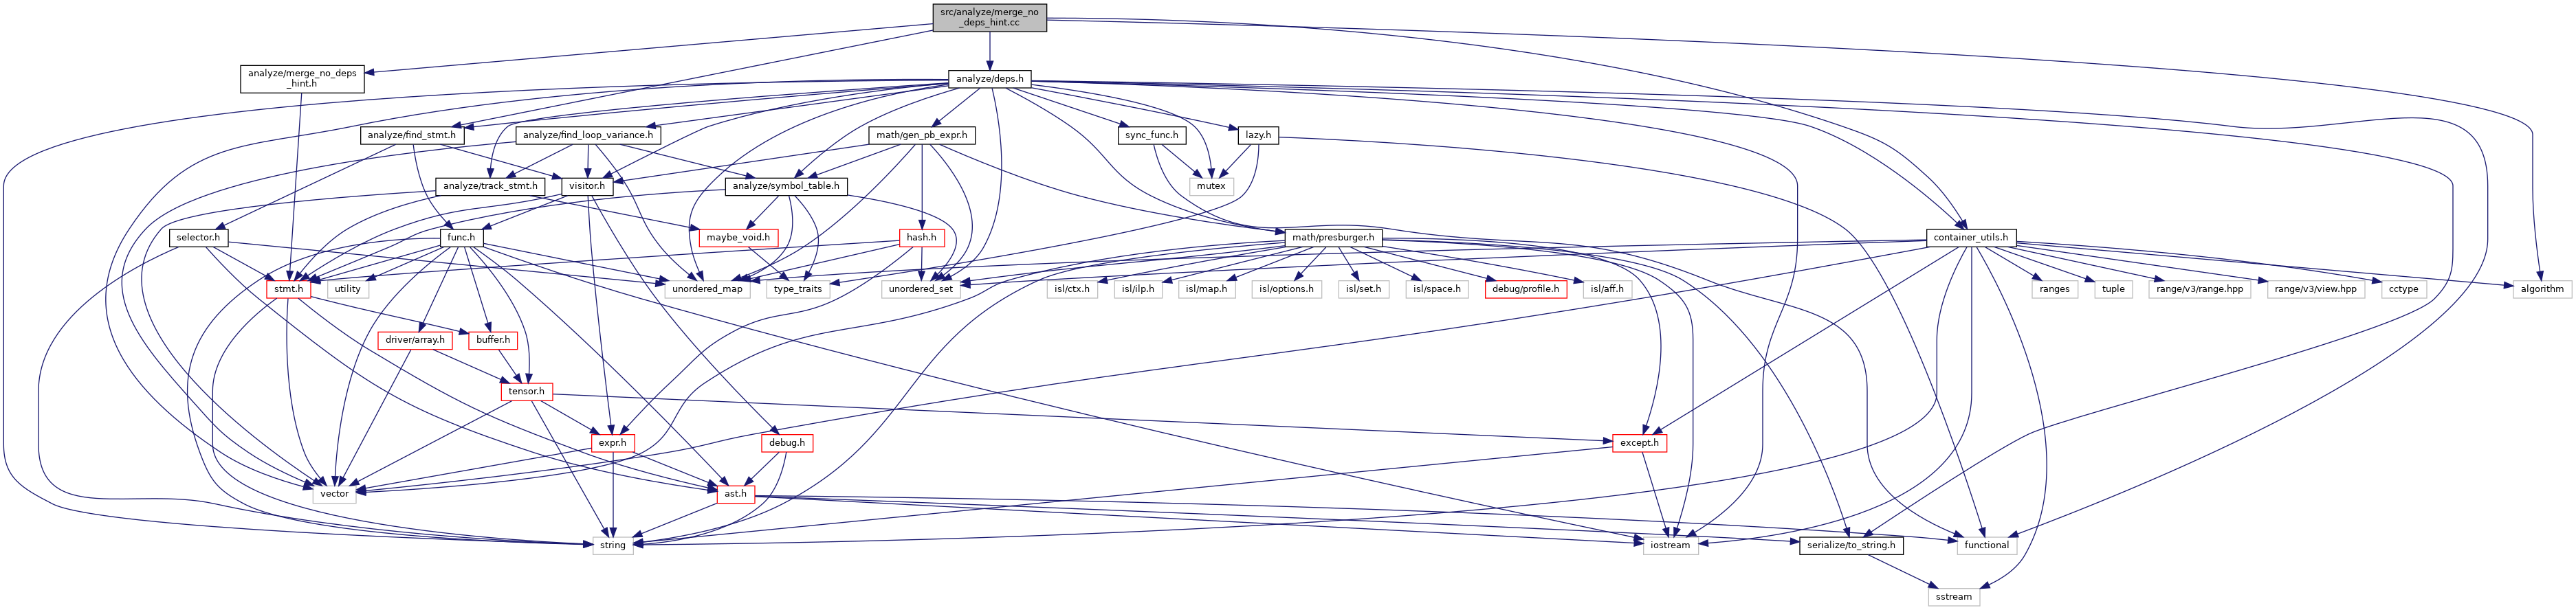 src/analyze/merge_no
_deps_hint.cc
analyze/merge_no_deps
_hint.h
analyze/deps.h
analyze/find_stmt.h
analyze/find_loop_variance.h
math/gen_pb_expr.h
sync_func.h
lazy.h
analyze/track_stmt.h
visitor.h
analyze/symbol_table.h
mutex
selector.h
func.h
maybe_void.h
hash.h
math/presburger.h
container_utils.h
stmt.h
utility
unordered_map
type_traits
unordered_set
isl/ctx.h
isl/ilp.h
isl/map.h
isl/options.h
isl/set.h
isl/space.h
debug/profile.h
isl/aff.h
ranges
tuple
range/v3/range.hpp
range/v3/view.hpp
cctype
algorithm
driver/array.h
buffer.h
tensor.h
expr.h
debug.h
except.h
vector
ast.h
string
iostream
serialize/to_string.h
functional
sstream